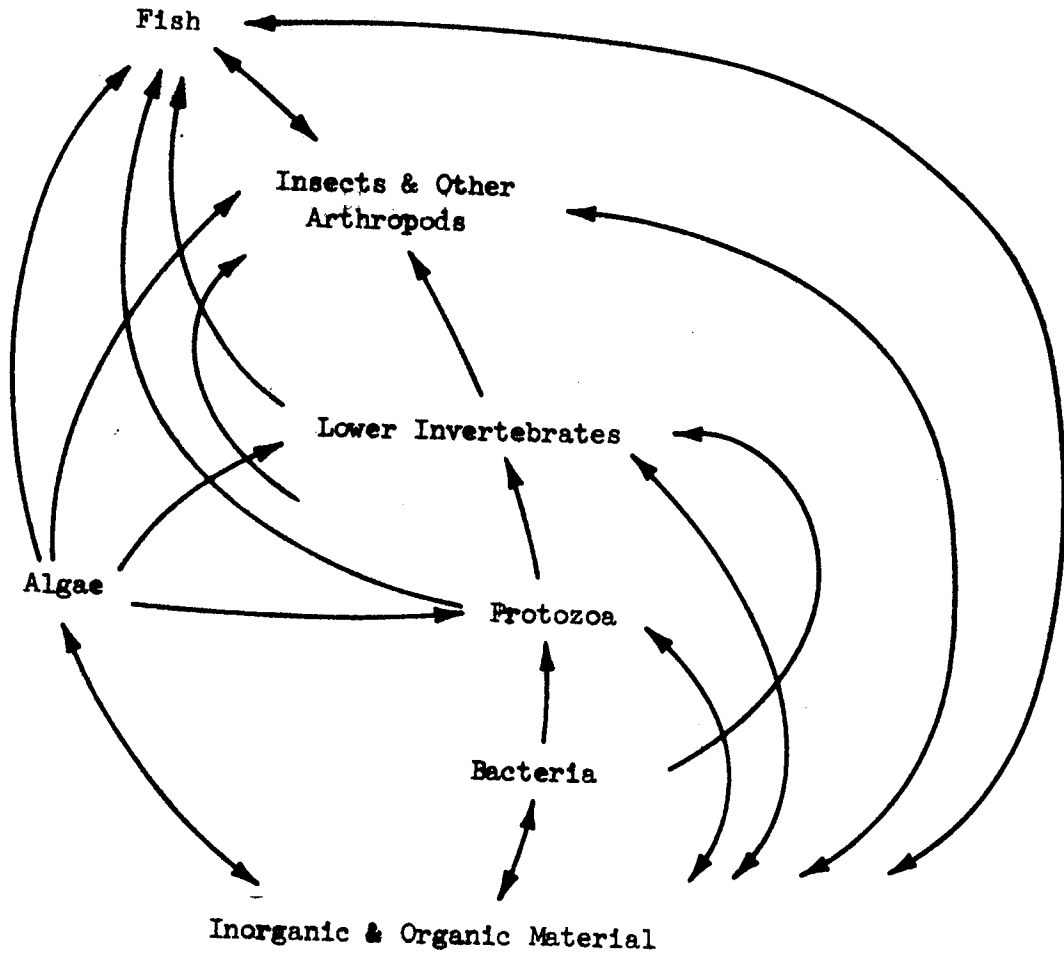 Fish
Insects & Other
Arthropods
Lower Invertebrates
Algae
Protozoa
Bacteria
Inorganic & Organic Material